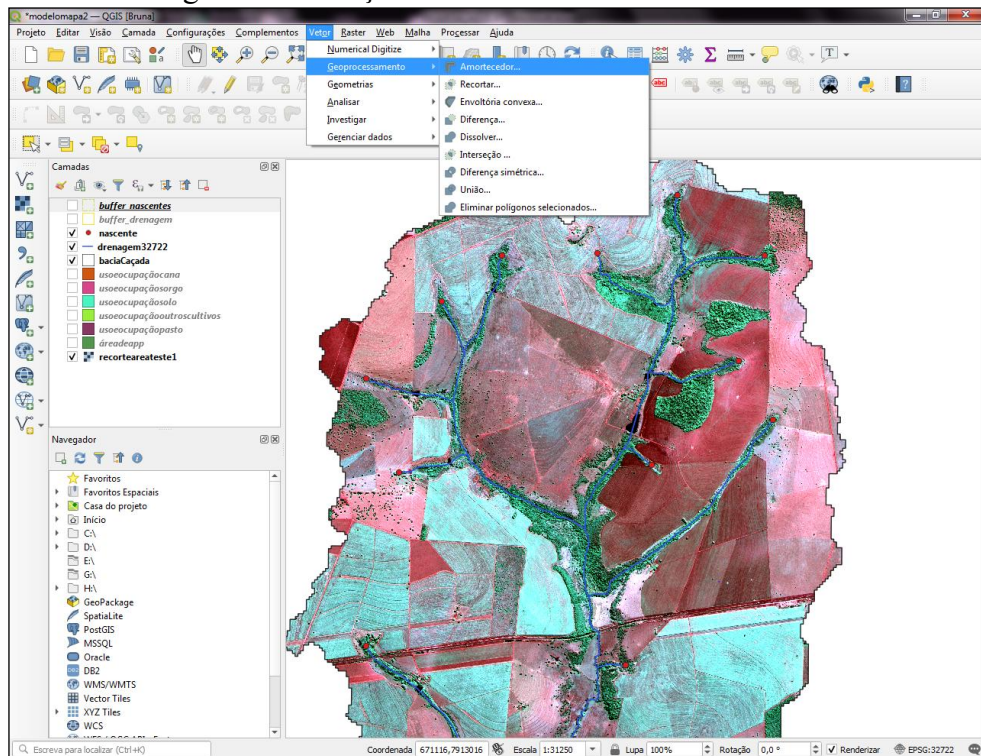 *modelomapa2 — QGIS [Bruna]
Projeto Editar Visão Camada Configurações Complementos Vetor Raster Web Malha Processar Ajuda
Numerical Digitize
Geoprocessamento
Geometrias
Analisar
Investigar
Gerenciar dados
Amortecedor...
Recortar...
Envoltória convexa...
Diferença...
Dissolver...
Interseção ...
Diferença simétrica...
União...
Eliminar polígonos selecionados...
abc
Camadas
buffer_nascentes
buffer_drenagem
nascente
drenagem32722
baciaCaçada
usoeocupaçãocana
usoeocupaçãosorgo
usoeocupaçãosolo
usoeocupaçãooutroscultivos
usoeocupaçãopasto
áreadeapp
recorteareateste1
Navegador
Favoritos
Favoritos Espaciais
Casa do projeto
Início
C:\
D:\
E:\
G:\
H:\
GeoPackage
SpatiaLite
PostGIS
MSSQL
Oracle
DB2
WMS/WMTS
Vector Tiles
XYZ Tiles
WCS
Escreva para localizar (Ctrl+K)
Coordenada 671116,7913016 Escala 1:31250 Lupa 100% Rotação 0,0 ° Renderizar EPSG:32722